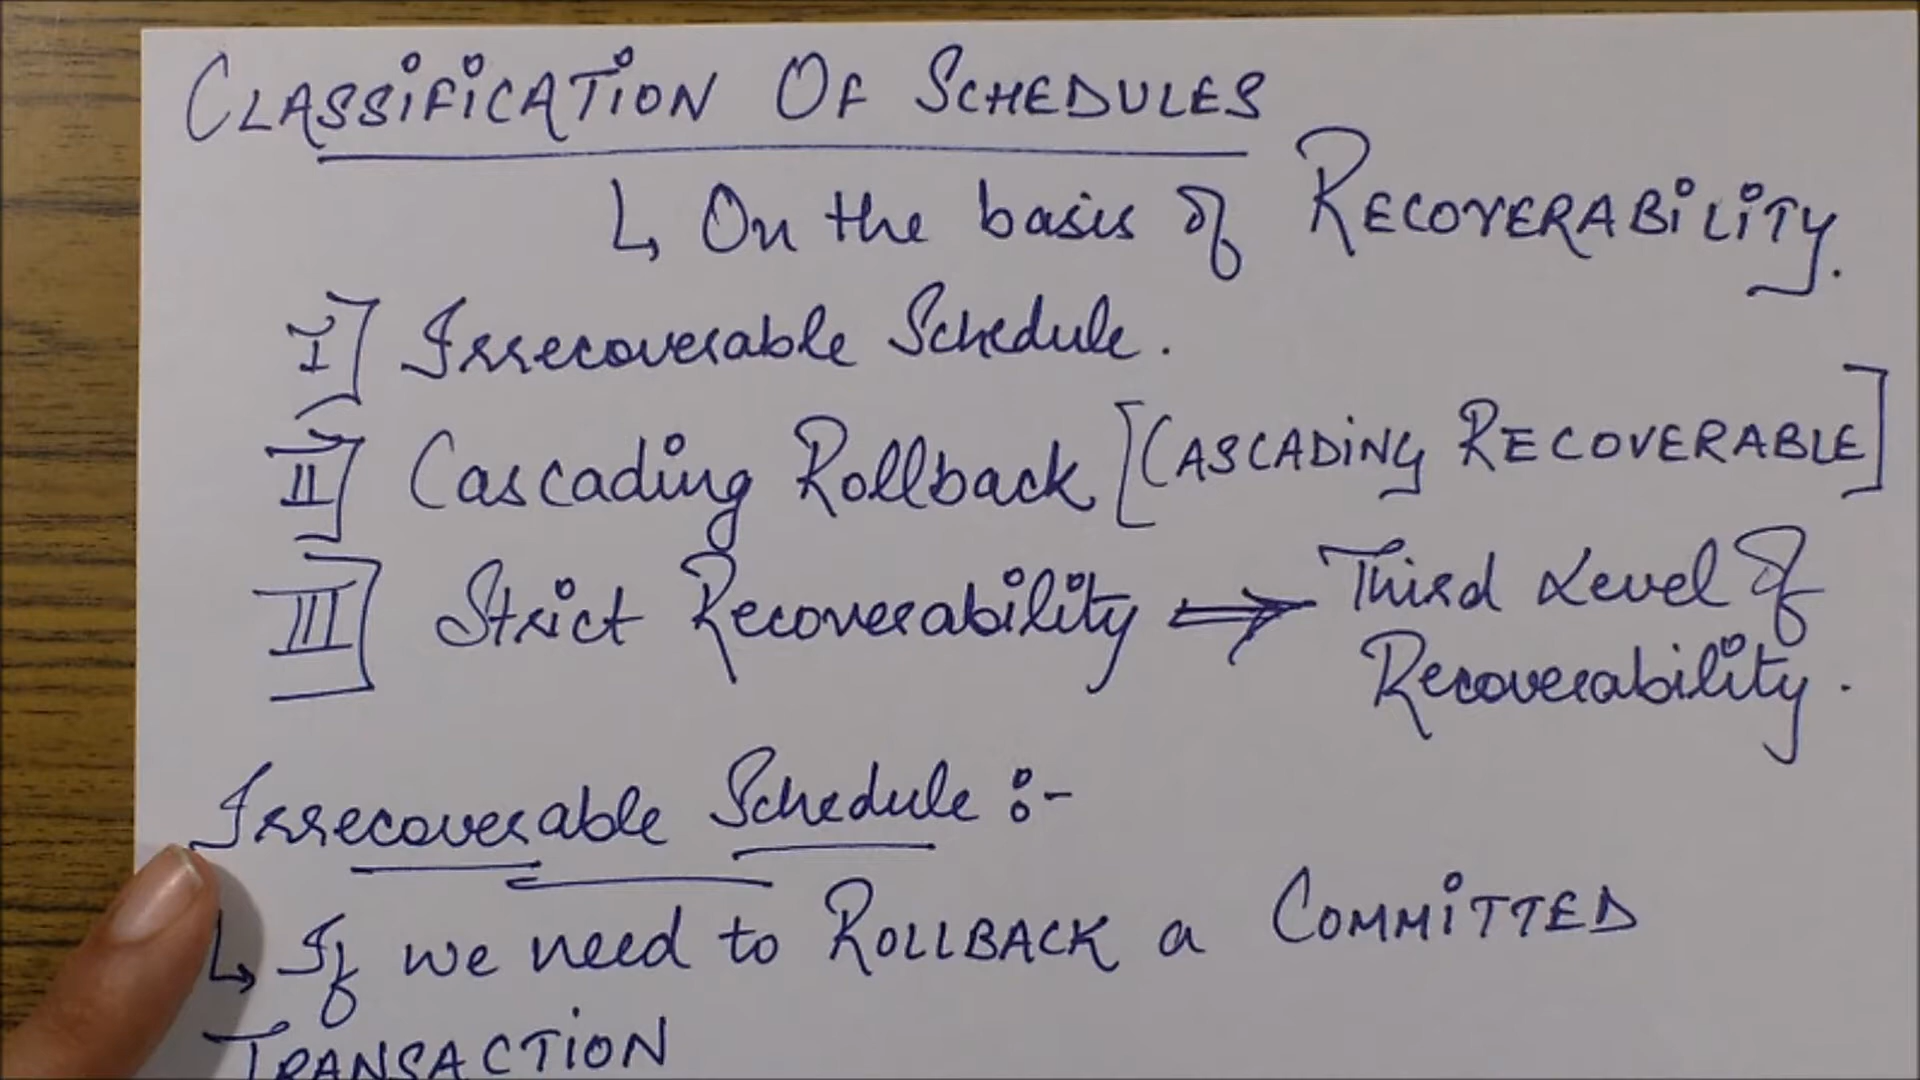 CLASSiFiCATiON OF SCHEDULES
↳ On the basis of RECOVERABiLiTY.
I] Irrecoverable Schedule.
II] Cascading Rollback [CASCADiNG RECOVERABLE]
III] Strict Recoverability ⇒ Third Level Of
Recoverability.
Irrecoverable Schedule :-
↳ If we need to ROLLBACK a COMMiTTED
TRANSACTION